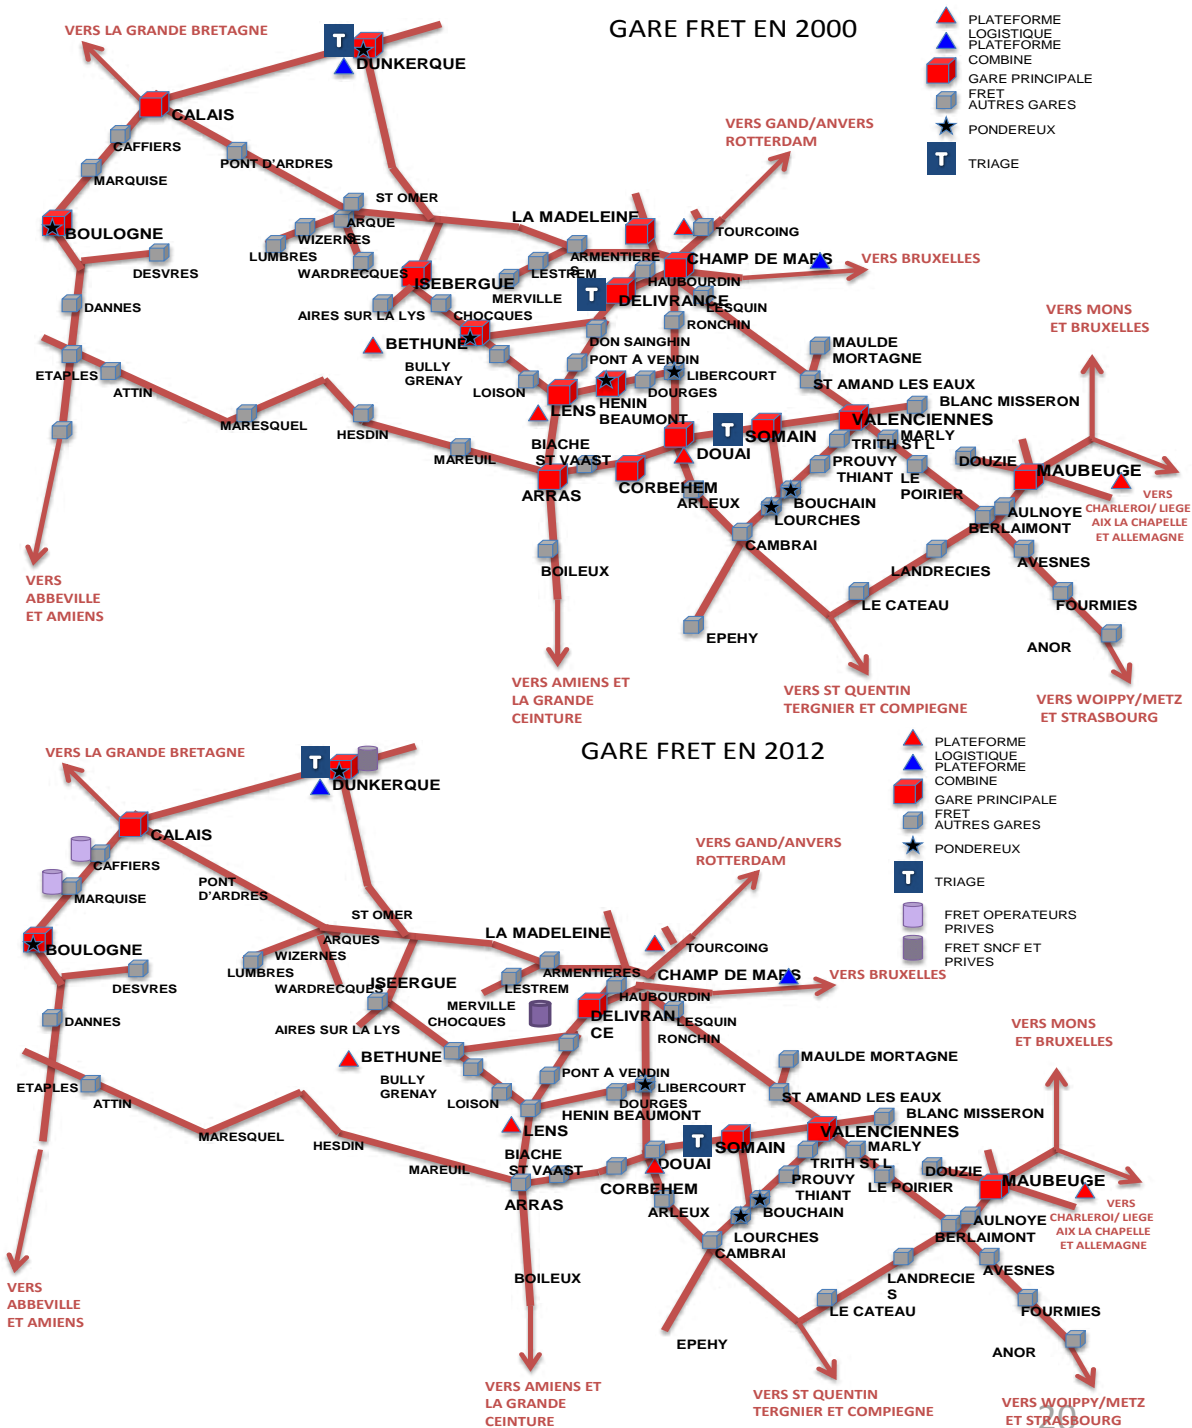 GARE FRET EN 2000
PLATEFORME
LOGISTIQUE
PLATEFORME
COMBINE
GARE PRINCIPALE
FRET
AUTRES GARES
PONDEREUX
T
TRIAGE
VERS LA GRANDE BRETAGNE
T
DUNKERQUE
CALAIS
CAFFIERS
PONT D'ARDRES
MARQUISE
VERS GAND/ANVERS
ROTTERDAM
ST OMER
LA MADELEINE
TOURCOING
ARQUE
S
BOULOGNE
WIZERNES
LUMBRES
WARDRECQUES
DESVRES
ARMENTIERE
S
LESTREM
MERVILLE
CHAMP DE MARS
VERS BRUXELLES
ISEBERGUE
HAUBOURDIN
T
DELIVRANCE
LESQUIN
DANNES
AIRES SUR LA LYS
CHOCQUES
RONCHIN
VERS MONS
ET BRUXELLES
DON SAINGHIN
MAULDE
MORTAGNE
BETHUNE
BULLY
GRENAY
PONT A VENDIN
LOISON
LIBERCOURT
ST AMAND LES EAUX
ETAPLES
ATTIN
DOURGES
HENIN
BEAUMONT
BLANC MISSERON
LENS
MARESQUEL
HESDIN
T
SOMAIN
VALENCIENNES
MARLY
MAREUIL
BIACHE
ST VAAST
DOUAI
TRITH ST L
DOUZIE
PROUVY
THIANT
LE
POIRIER
MAUBEUGE
ARRAS
CORBEHEM
ARLEUX
BOUCHAIN
LOURCHES
VERS
CHARLEROI/ LIEGE
AIX LA CHAPELLE
ET ALLEMAGNE
AULNOYE
BERLAIMONT
CAMBRAI
BOILEUX
LANDRECIES
AVESNES
VERS
ABBEVILLE
ET AMIENS
LE CATEAU
FOURMIES
EPEHY
ANOR
VERS AMIENS ET
LA GRANDE
CEINTURE
VERS ST QUENTIN
TERGNIER ET COMPIEGNE
VERS WOIPPY/METZ
ET STRASBOURG
GARE FRET EN 2012
PLATEFORME
LOGISTIQUE
PLATEFORME
COMBINE
GARE PRINCIPALE
FRET
AUTRES GARES
PONDEREUX
T
TRIAGE
FRET OPERATEURS
PRIVES
FRET SNCF ET
PRIVES
VERS LA GRANDE BRETAGNE
T
DUNKERQUE
CALAIS
CAFFIERS
MARQUISE
PONT
D'ARDRES
VERS GAND/ANVERS
ROTTERDAM
ST OMER
LA MADELEINE
TOURCOING
ARQUES
BOULOGNE
WIZERNES
LUMBRES
WARDRECQUES
DESVRES
ARMENTIERES
LESTREM
MERVILLE
CHAMP DE MARS
VERS BRUXELLES
ISEERGUE
HAUBOURDIN
DELIVRAN
CE
LESQUIN
DANNES
AIRES SUR LA LYS
CHOCQUES
RONCHIN
VERS MONS
ET BRUXELLES
BETHUNE
MAULDE MORTAGNE
BULLY
GRENAY
PONT A VENDIN
LOISON
LIBERCOURT
ST AMAND LES EAUX
ETAPLES
ATTIN
DOURGES
HENIN BEAUMONT
BLANC MISSERON
LENS
MARESQUEL
HESDIN
T
SOMAIN
VALENCIENNES
MARLY
MAREUIL
BIACHE
ST VAAST
DOUAI
TRITH ST L
DOUZIE
PROUVY
THIANT
LE POIRIER
MAUBEUGE
ARRAS
CORBEHEM
ARLEUX
BOUCHAIN
LOURCHES
VERS
CHARLEROI/ LIEGE
AIX LA CHAPELLE
ET ALLEMAGNE
AULNOYE
BERLAIMONT
CAMBRAI
BOILEUX
LANDRECIE
S
AVESNES
VERS
ABBEVILLE
ET AMIENS
LE CATEAU
FOURMIES
EPEHY
ANOR
VERS AMIENS ET
LA GRANDE
CEINTURE
VERS ST QUENTIN
TERGNIER ET COMPIEGNE
VERS WOIPPY/METZ
ET STRASBOURG
20